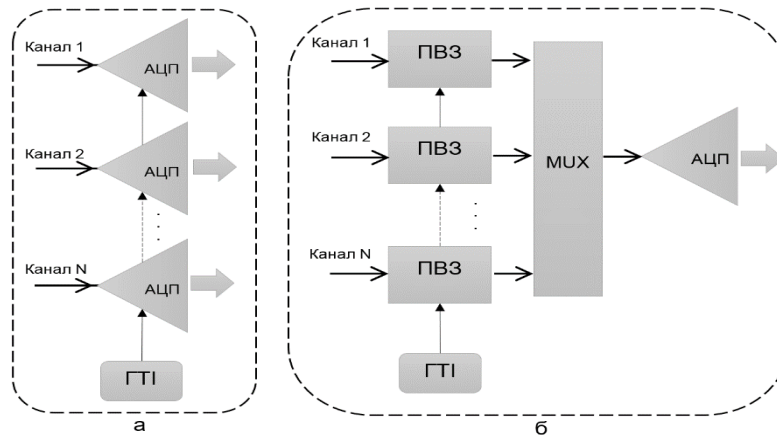 Канал 1
АЦП
Канал 2
АЦП
Канал N
АЦП
ГТІ
а
Канал 1
ПВЗ
Канал 2
ПВЗ
MUX
АЦП
Канал N
ПВЗ
ГТІ
б